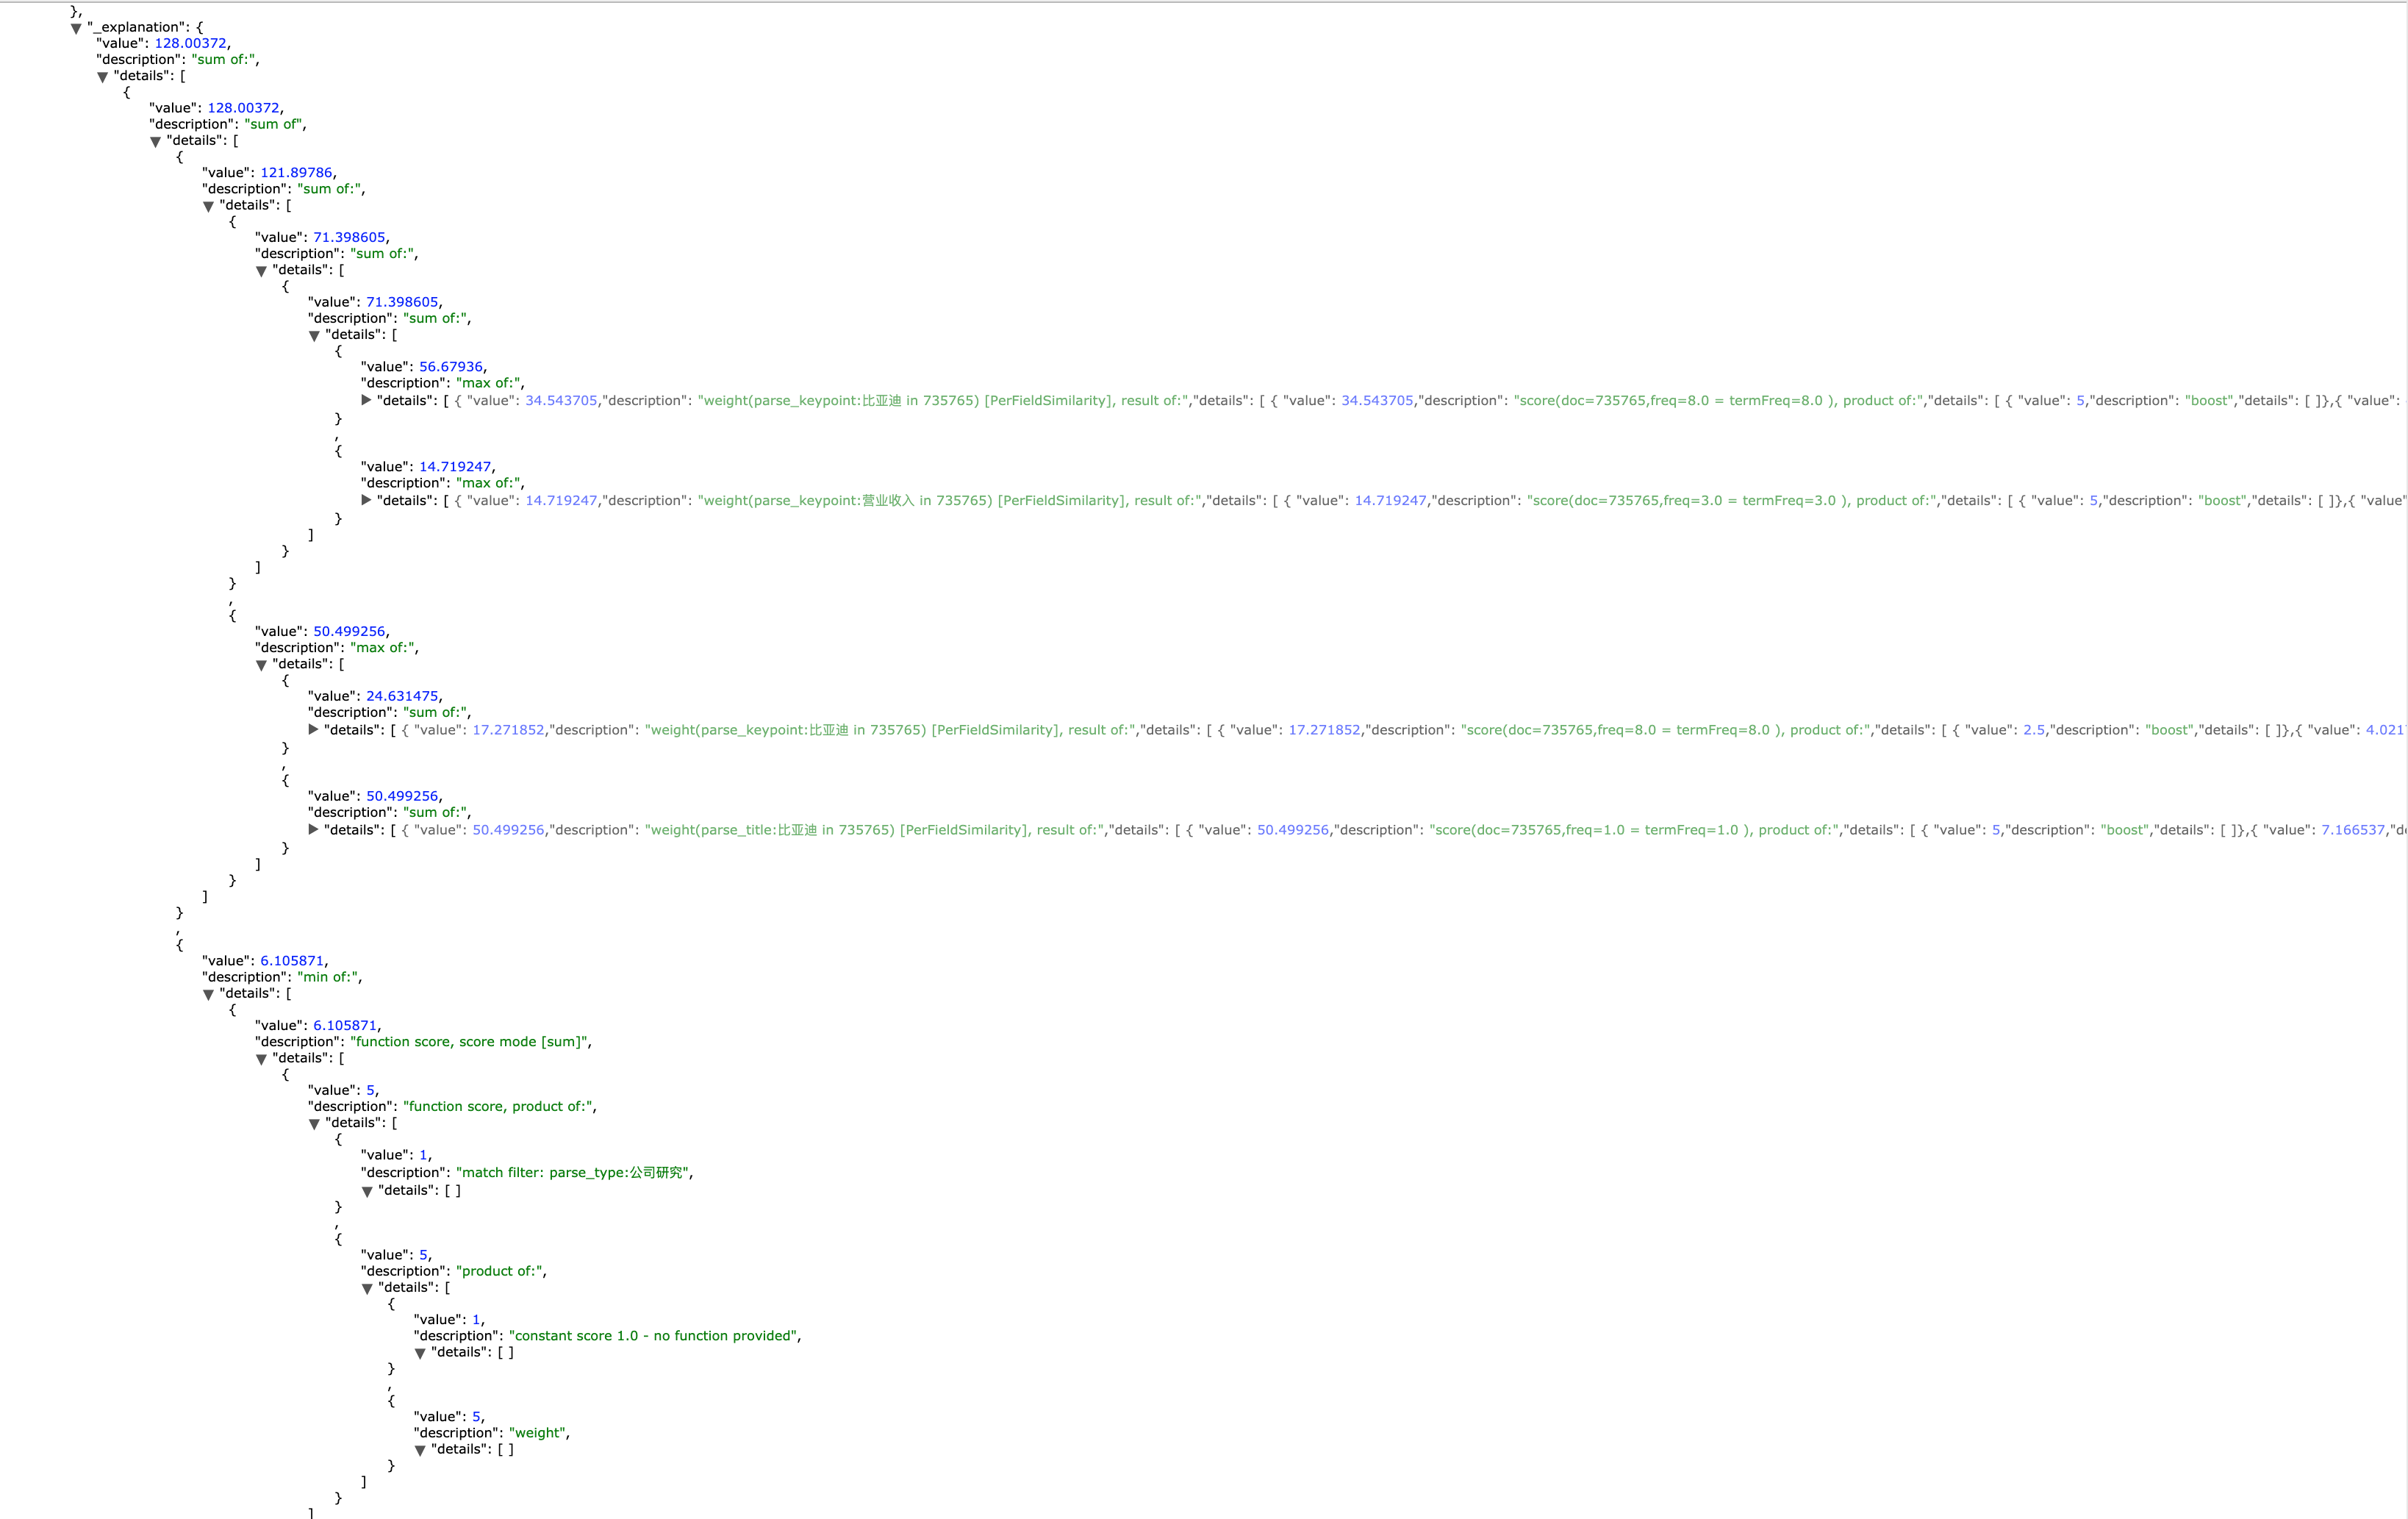 },
▼ "_explanation": {
"value": 128.00372,
"description": "sum of:",
▼ "details": [
{
"value": 128.00372,
"description": "sum of",
▼ "details": [
{
"value": 121.89786,
"description": "sum of:",
▼ "details": [
{
"value": 71.398605,
"description": "sum of:",
▼ "details": [
{
"value": 71.398605,
"description": "sum of:",
▼ "details": [
{
"value": 56.67936,
"description": "max of:",
▶ "details": [ { "value": 34.543705,"description": "weight(parse_keypoint:比亚迪 in 735765) [PerFieldSimilarity], result of:","details": [ { "value": 34.543705,"description": "score(doc=735765,freq=8.0 = termFreq=8.0 ), product of:","details": [ { "value": 5,"description": "boost","details": [ ]},{ "value":
}
,
{
"value": 14.719247,
"description": "max of:",
▶ "details": [ { "value": 14.719247,"description": "weight(parse_keypoint:营业收入 in 735765) [PerFieldSimilarity], result of:","details": [ { "value": 14.719247,"description": "score(doc=735765,freq=3.0 = termFreq=3.0 ), product of:","details": [ { "value": 5,"description": "boost","details": [ ]},{ "value"
}
]
}
]
}
,
{
"value": 50.499256,
"description": "max of:",
▼ "details": [
{
"value": 24.631475,
"description": "sum of:",
▶ "details": [ { "value": 17.271852,"description": "weight(parse_keypoint:比亚迪 in 735765) [PerFieldSimilarity], result of:","details": [ { "value": 17.271852,"description": "score(doc=735765,freq=8.0 = termFreq=8.0 ), product of:","details": [ { "value": 2.5,"description": "boost","details": [ ]},{ "value": 4.021
}
,
{
"value": 50.499256,
"description": "sum of:",
▶ "details": [ { "value": 50.499256,"description": "weight(parse_title:比亚迪 in 735765) [PerFieldSimilarity], result of:","details": [ { "value": 50.499256,"description": "score(doc=735765,freq=1.0 = termFreq=1.0 ), product of:","details": [ { "value": 5,"description": "boost","details": [ ]},{ "value": 7.166537,"d
}
]
}
]
}
,
{
"value": 6.105871,
"description": "min of:",
▼ "details": [
{
"value": 6.105871,
"description": "function score, score mode [sum]",
▼ "details": [
{
"value": 5,
"description": "function score, product of:",
▼ "details": [
{
"value": 1,
"description": "match filter: parse_type:公司研究",
▼ "details": [ ]
}
,
{
"value": 5,
"description": "product of:",
▼ "details": [
{
"value": 1,
"description": "constant score 1.0 - no function provided",
▼ "details": [ ]
}
,
{
"value": 5,
"description": "weight",
▼ "details": [ ]
}
]
}
]